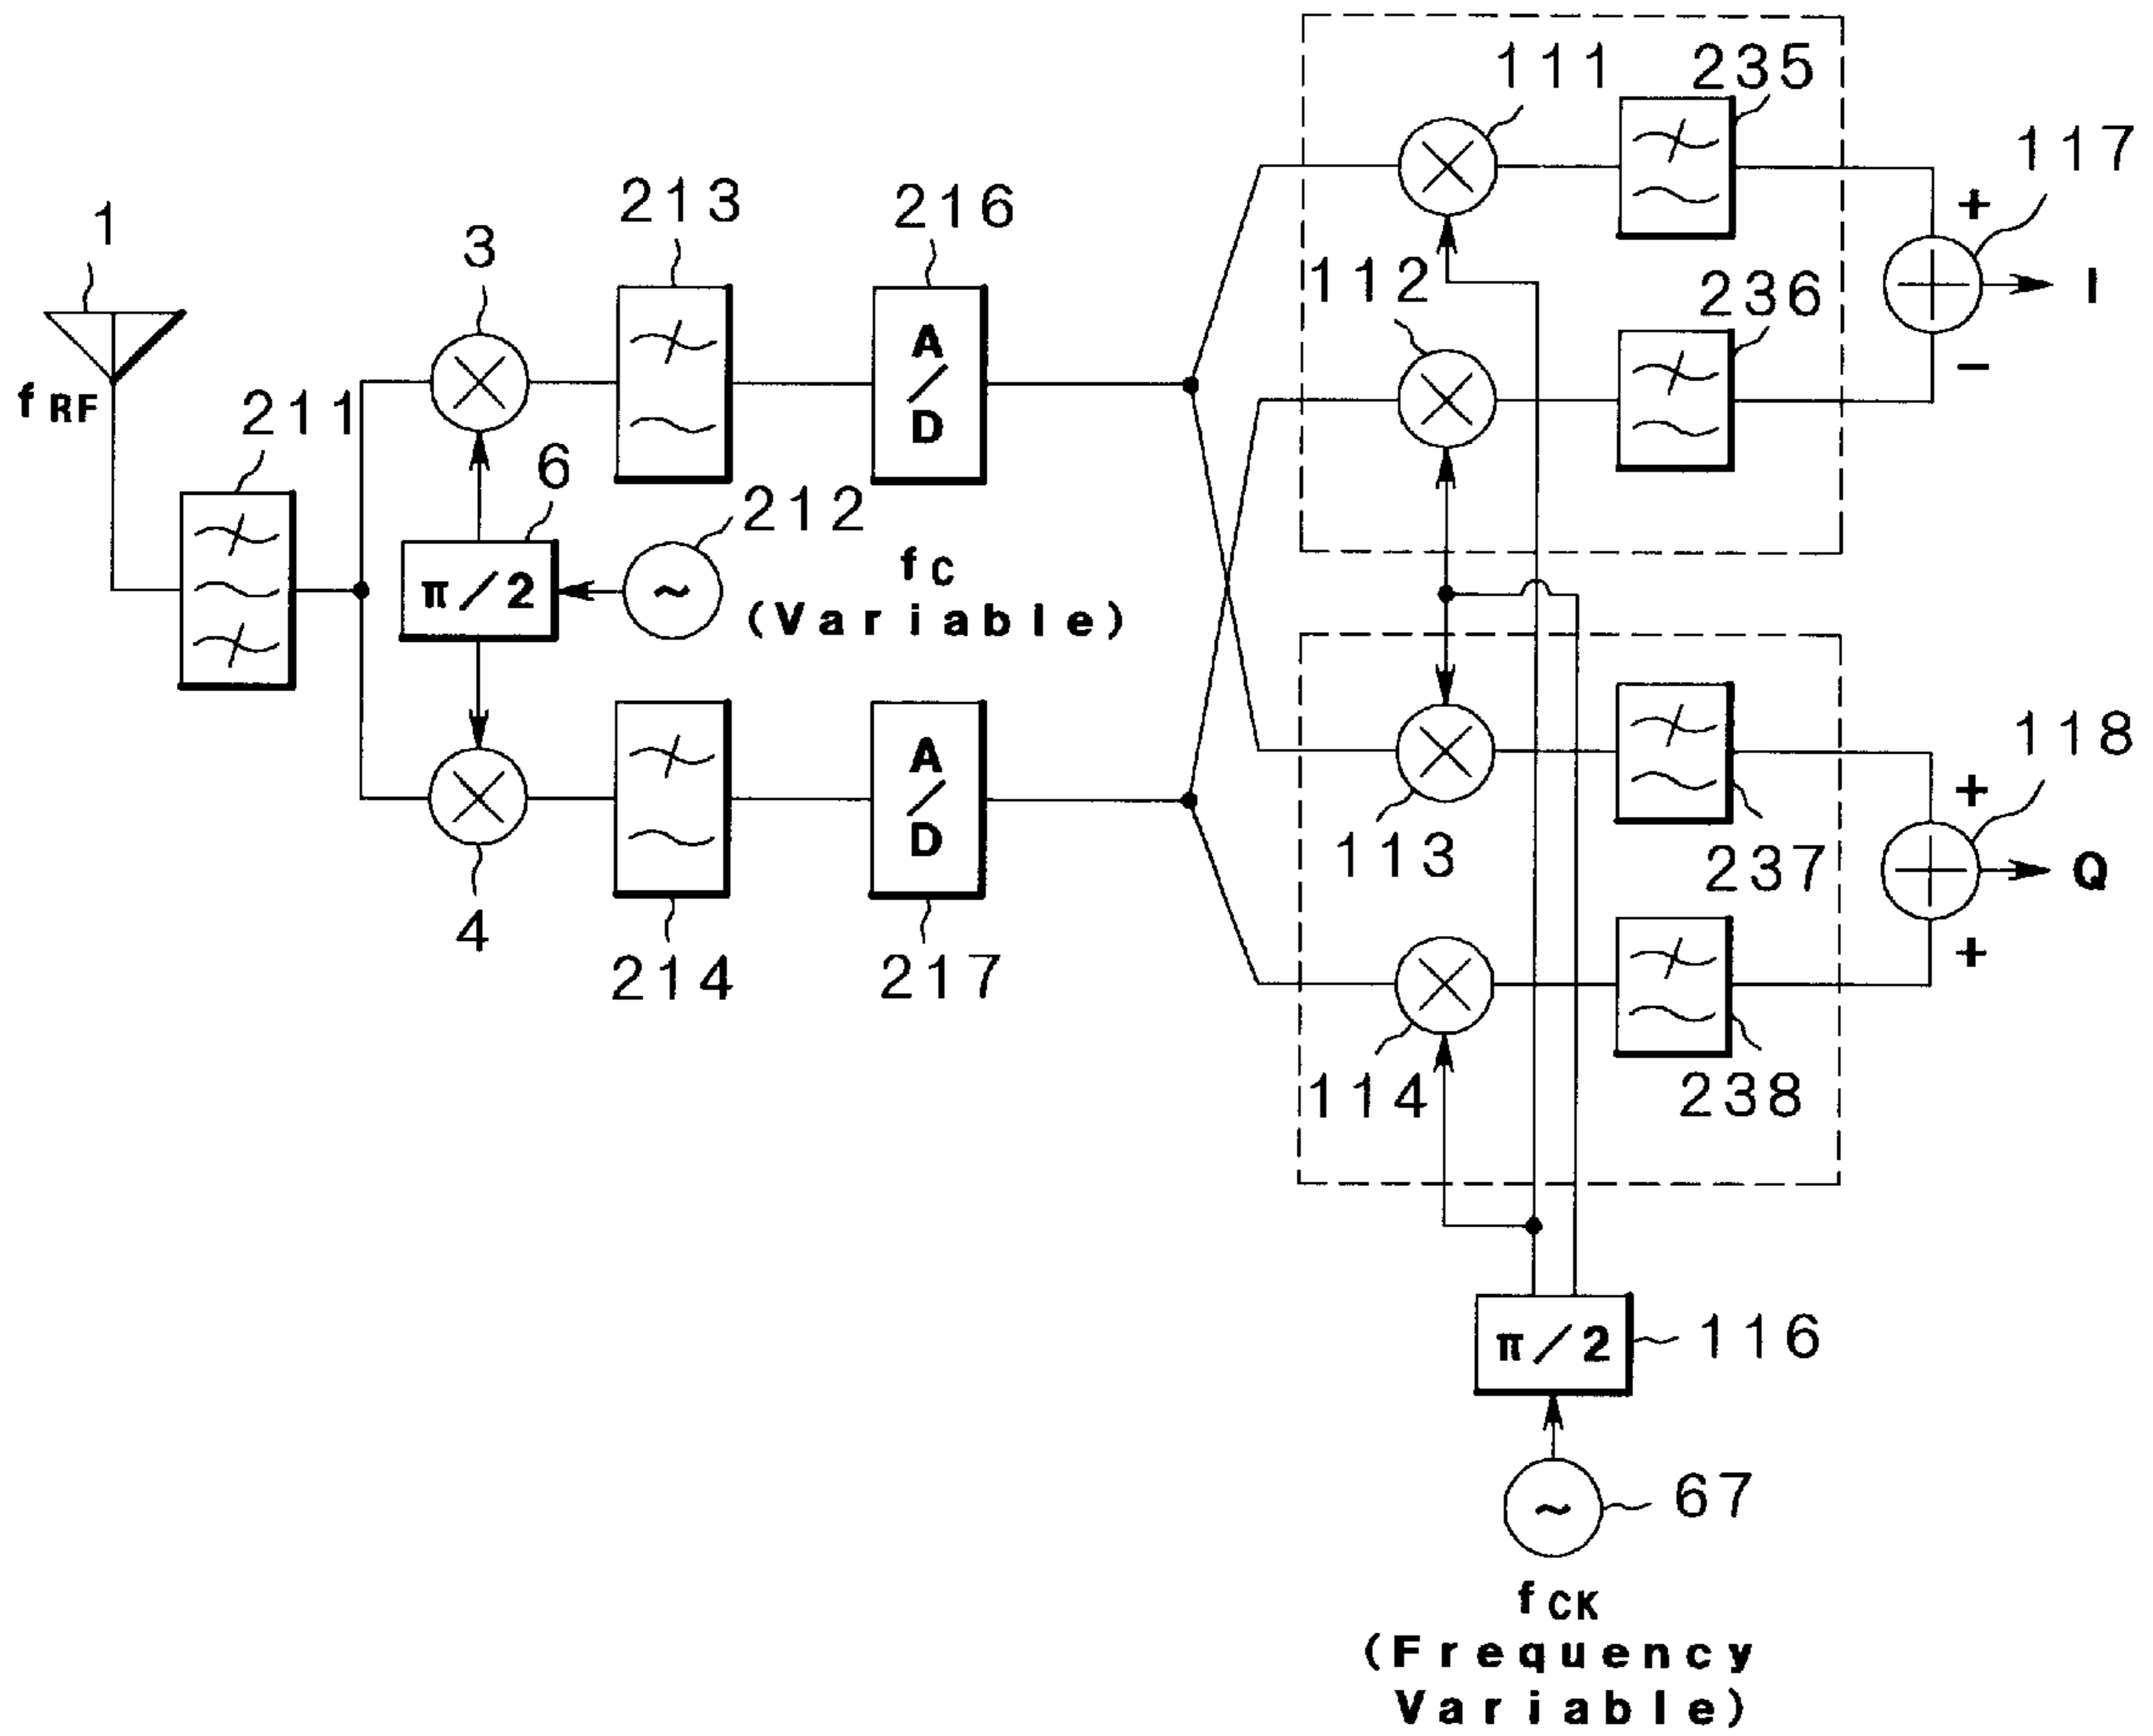 111
235
117
+
1
3
213
216
I
112
236
A/D
−
fRF
211
6
212
π/2
~
fC
(Variable)
118
+
A/D
113
237
Q
4
214
217
+
114
238
π/2
116
~
67
fCK
(Frequency
Variable)